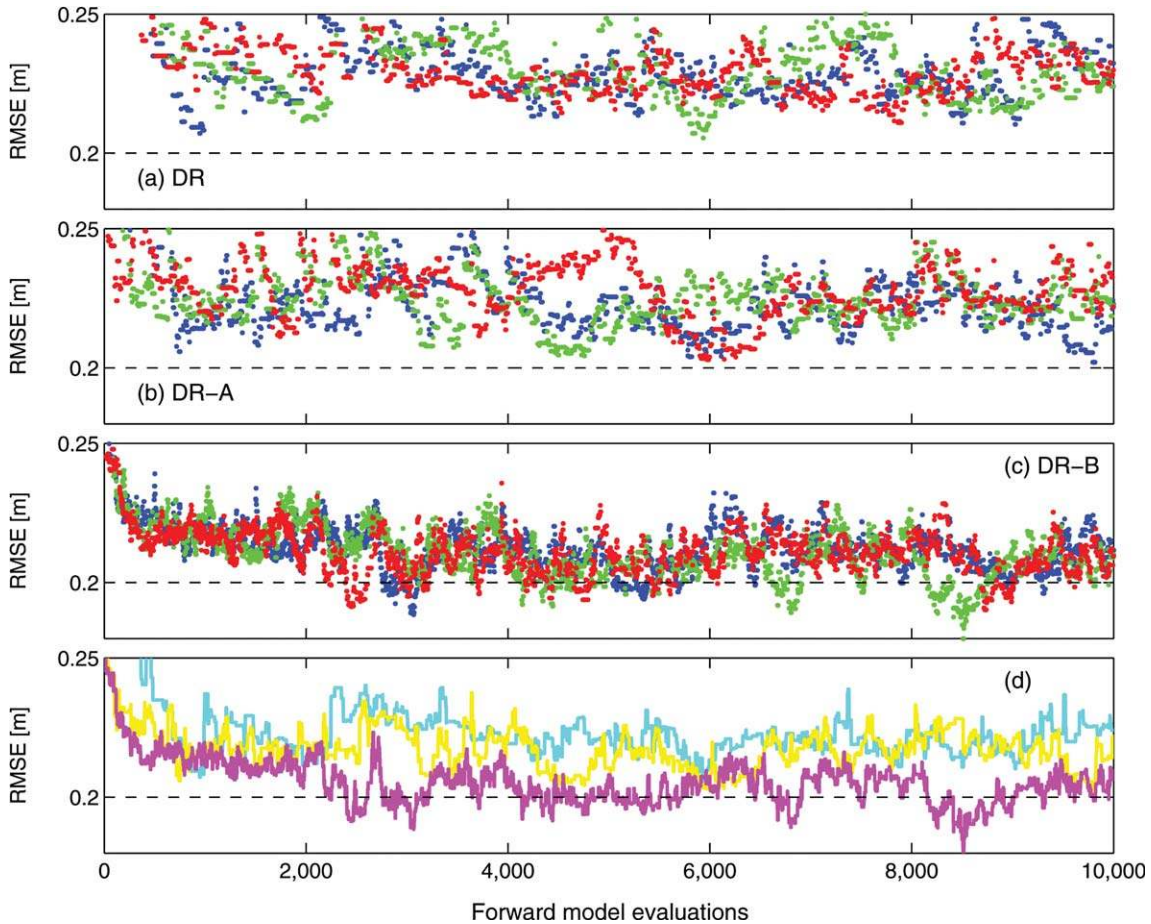 0.25
RMSE [m]
0.2
(a) DR
0.25
RMSE [m]
0.2
(b) DR−A
0.25
(c) DR−B
RMSE [m]
0.2
0.25
(d)
RMSE [m]
0.2
0 2,000 4,000 6,000 8,000 10,000
Forward model evaluations